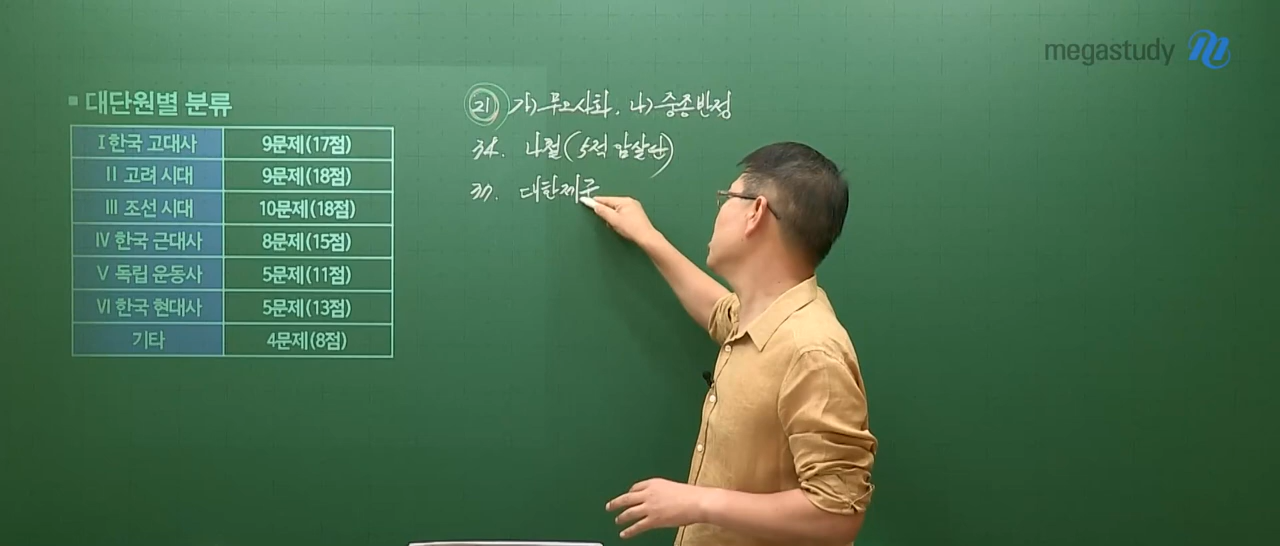 megastudy
대단원별 분류
Ⅰ 한국 고대사 9문제(17점)
Ⅱ 고려 시대 9문제(18점)
Ⅲ 조선 시대 10문제(18점)
Ⅳ 한국 근대사 8문제(15점)
Ⅴ 독립 운동사 5문제(11점)
Ⅵ 한국 현대사 5문제(13점)
기타 4문제(8점)
21 가) 무오사화, 나) 중종반정
34. 나철(5적 암살단)
대한제국